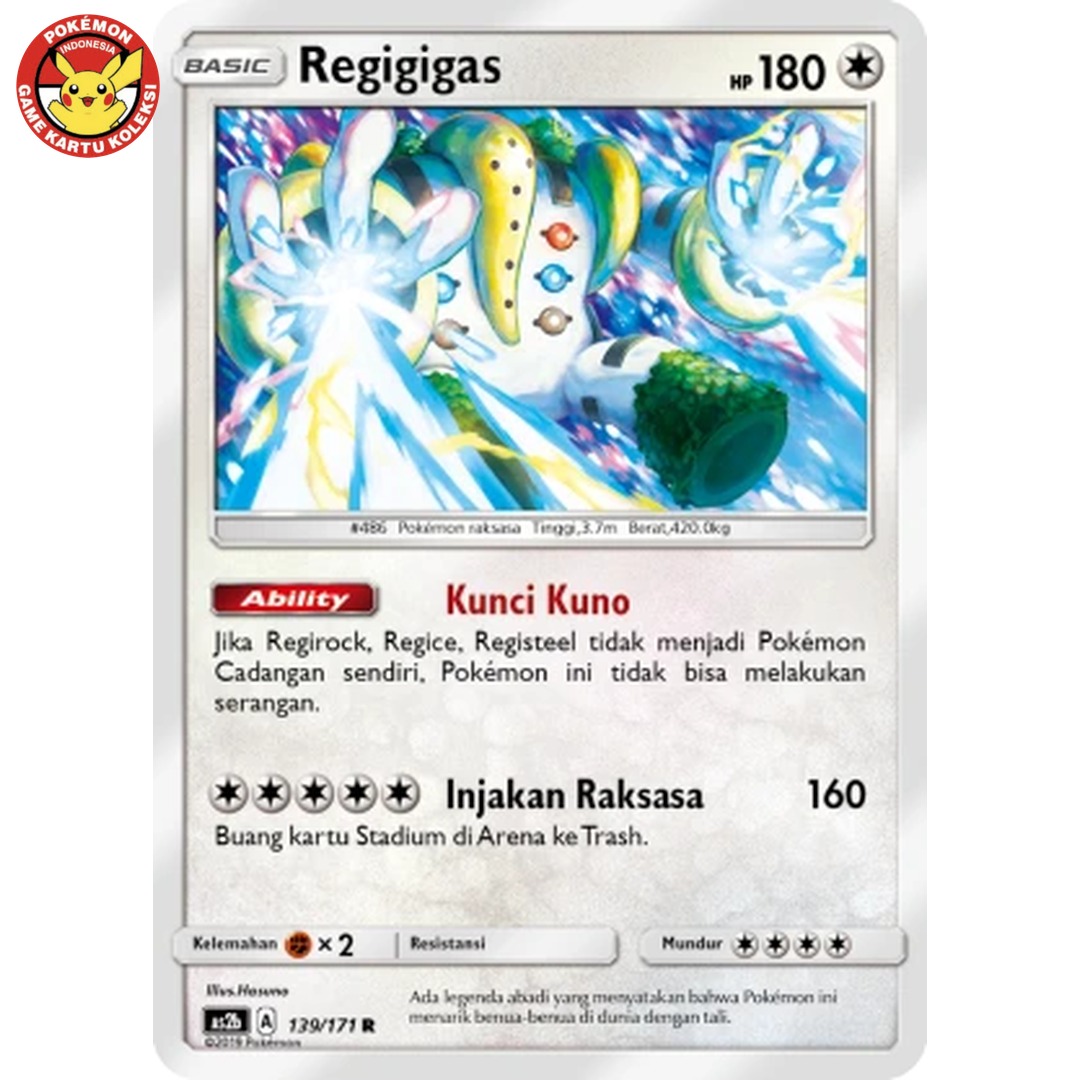 POKÉMON
INDONESIA
GAME KARTU KOLEKSI
BASIC Regigigas HP 180
#486 Pokémon raksasa Tinggi,3.7m Berat,420.0kg
Ability Kunci Kuno
Jika Regirock, Regice, Registeel tidak menjadi Pokémon
Cadangan sendiri, Pokémon ini tidak bisa melakukan
serangan.
Injakan Raksasa 160
Buang kartu Stadium di Arena ke Trash.
Kelemahan × 2 Resistansi Mundur
Illus.Hasuno
Ada legenda abadi yang menyatakan bahwa Pokémon ini
menarik benua-benua di dunia dengan tali.
A 139/171 R
©2019 Pokémon